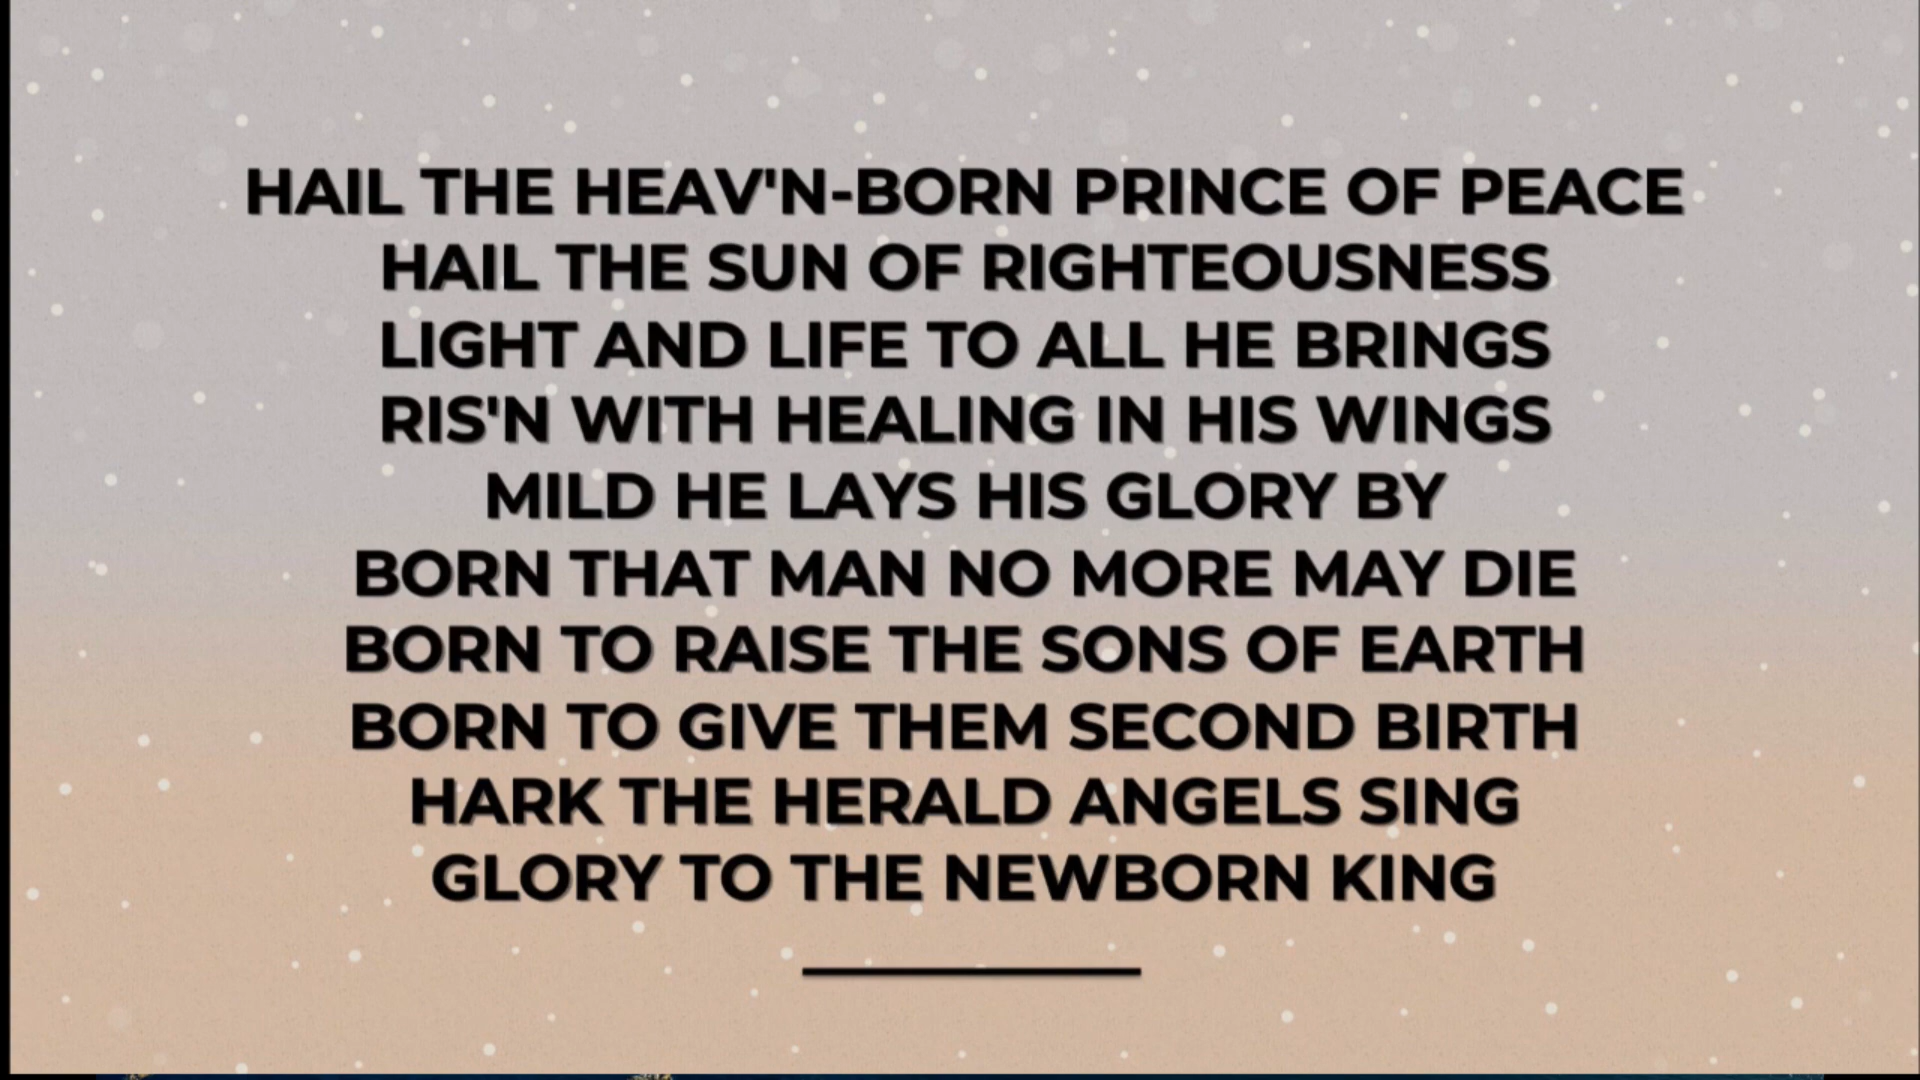 HAIL THE HEAV'N-BORN PRINCE OF PEACE
HAIL THE SUN OF RIGHTEOUSNESS
LIGHT AND LIFE TO ALL HE BRINGS
RIS'N WITH HEALING IN HIS WINGS
MILD HE LAYS HIS GLORY BY
BORN THAT MAN NO MORE MAY DIE
BORN TO RAISE THE SONS OF EARTH
BORN TO GIVE THEM SECOND BIRTH
HARK THE HERALD ANGELS SING
GLORY TO THE NEWBORN KING